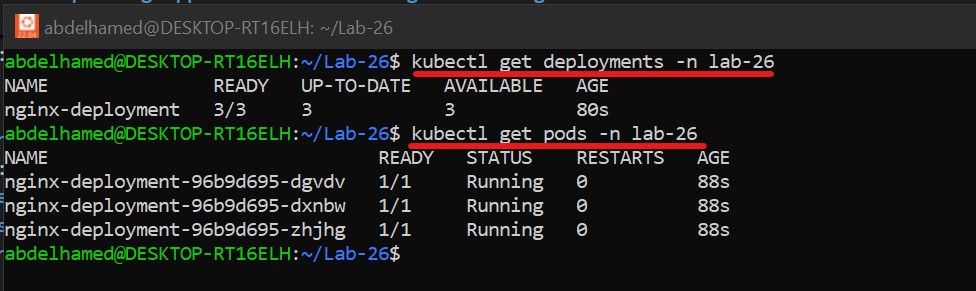 abdelhamed@DESKTOP-RT16ELH: ~/Lab-26
abdelhamed@DESKTOP-RT16ELH:~/Lab-26$ kubectl get deployments -n lab-26
NAME READY UP-TO-DATE AVAILABLE AGE
nginx-deployment 3/3 3 3 80s
abdelhamed@DESKTOP-RT16ELH:~/Lab-26$ kubectl get pods -n lab-26
NAME READY STATUS RESTARTS AGE
nginx-deployment-96b9d695-dgvdv 1/1 Running 0 88s
nginx-deployment-96b9d695-dxnbw 1/1 Running 0 88s
nginx-deployment-96b9d695-zhjhg 1/1 Running 0 88s
abdelhamed@DESKTOP-RT16ELH:~/Lab-26$